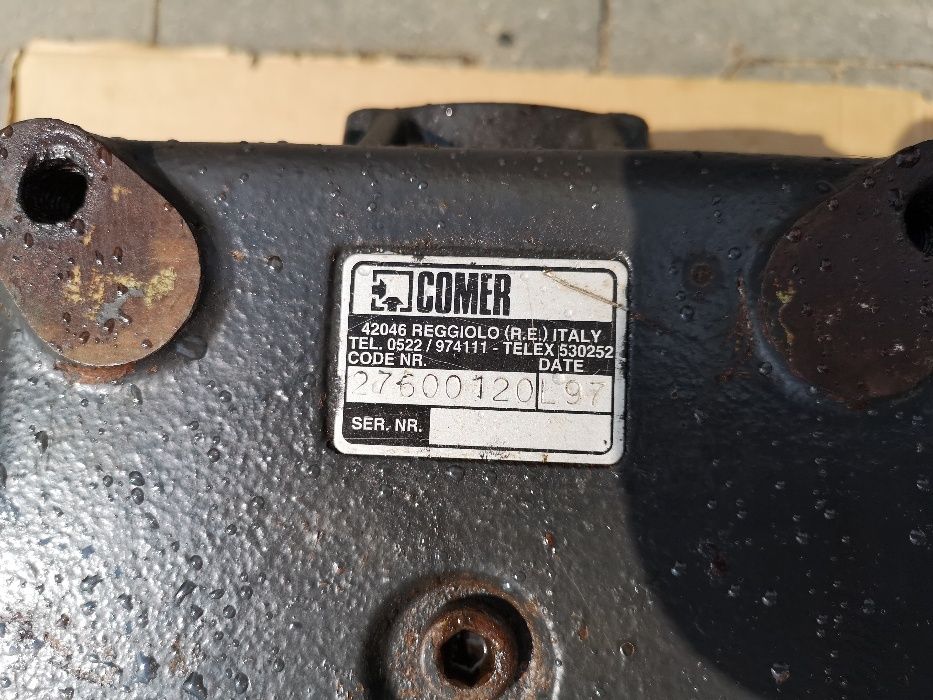 COMER
42046 REGGIOLO (R.E.) ITALY
TEL. 0522 / 974111 - TELEX 530252
CODE NR. DATE
27600120 L97
SER. NR.